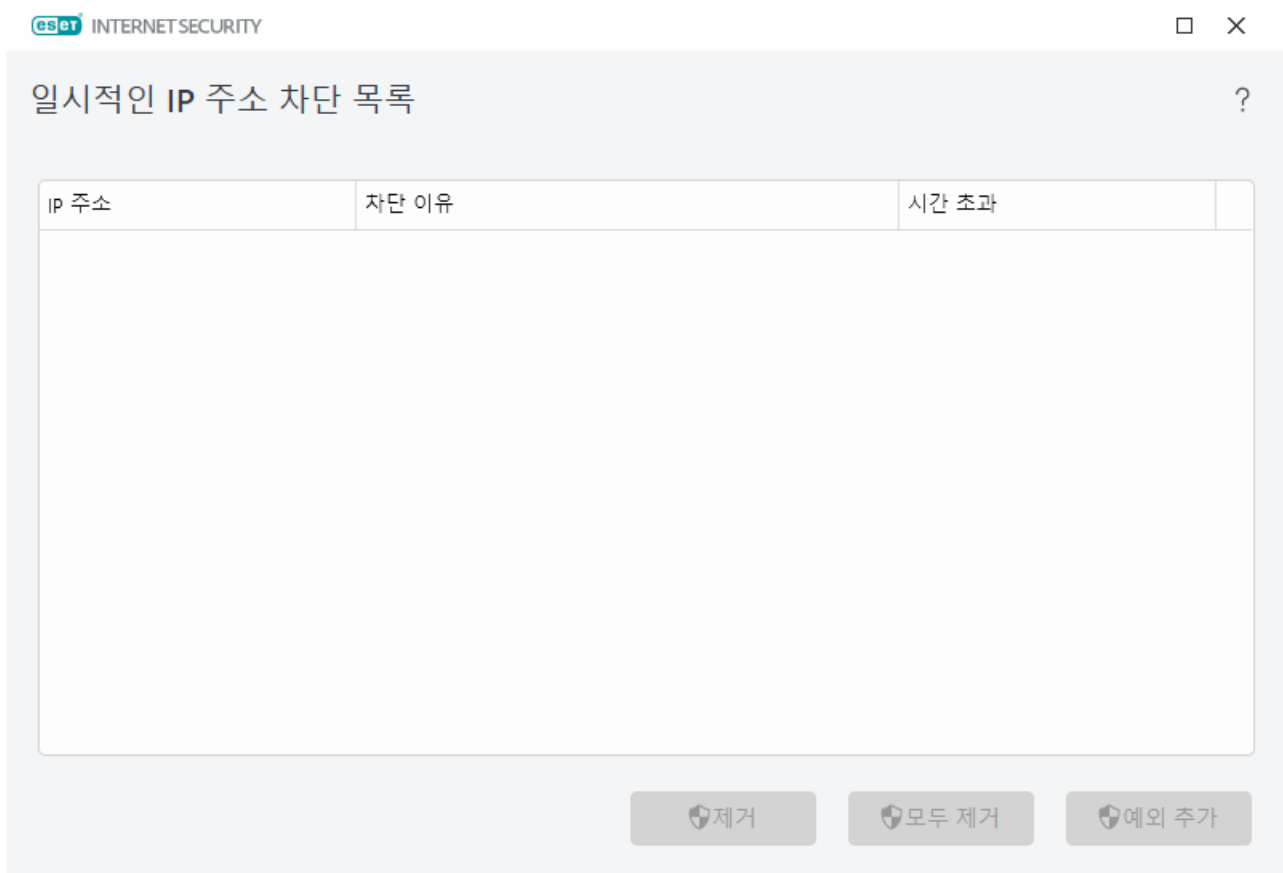 eset INTERNET SECURITY
일시적인 IP 주소 차단 목록
?
IP 주소 차단 이유 시간 초과
제거 모두 제거 예외 추가